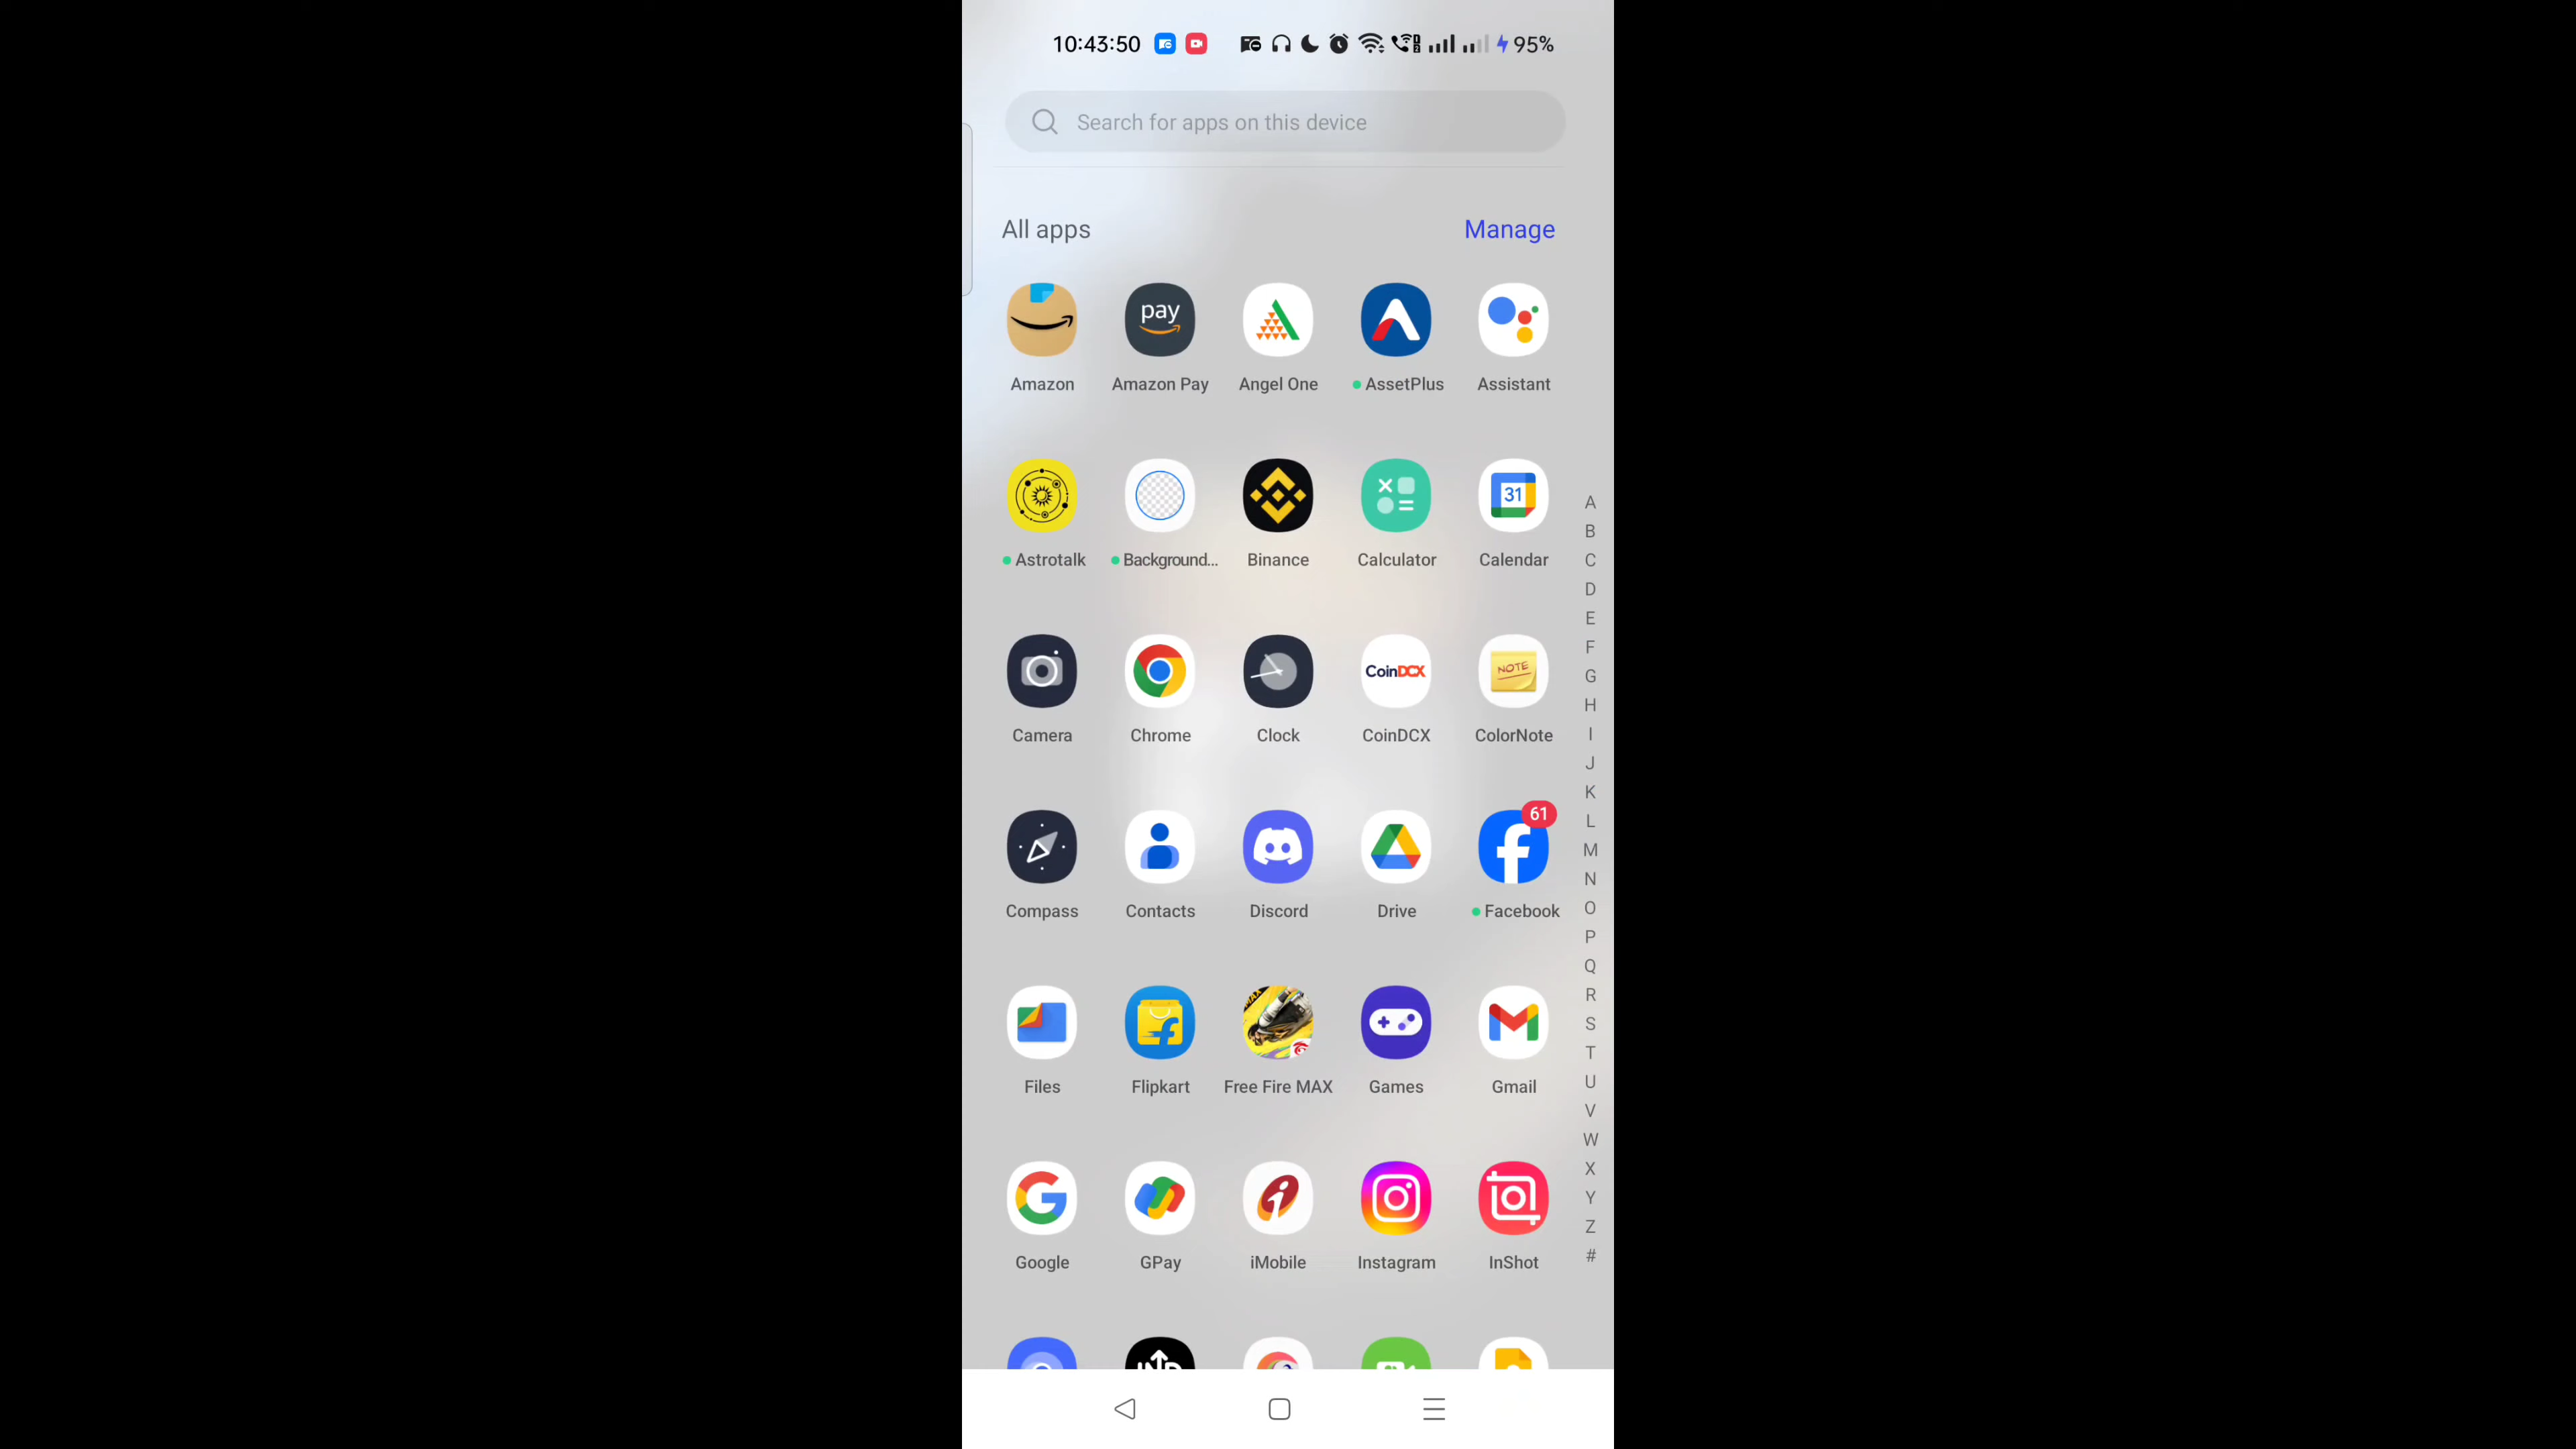 10:43:50 95%
Search for apps on this device
All apps Manage
pay
Amazon Amazon Pay Angel One AssetPlus Assistant
31
Astrotalk Background... Binance Calculator Calendar
CoinDCX NOTE
Camera Chrome Clock CoinDCX ColorNote
61
Compass Contacts Discord Drive Facebook
MAX
Files Flipkart Free Fire MAX Games Gmail
Google GPay iMobile Instagram InShot
A
B
C
D
E
F
G
H
I
J
K
L
M
N
O
P
Q
R
S
T
U
V
W
X
Y
Z
#